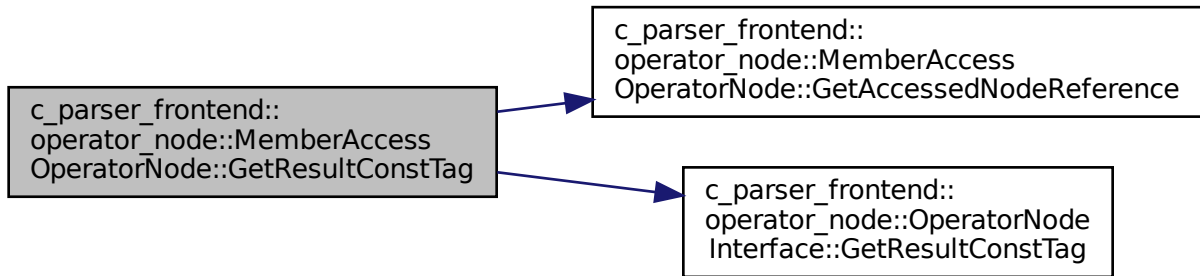 c_parser_frontend::
operator_node::MemberAccess
OperatorNode::GetResultConstTag
c_parser_frontend::
operator_node::MemberAccess
OperatorNode::GetAccessedNodeReference
c_parser_frontend::
operator_node::OperatorNode
Interface::GetResultConstTag